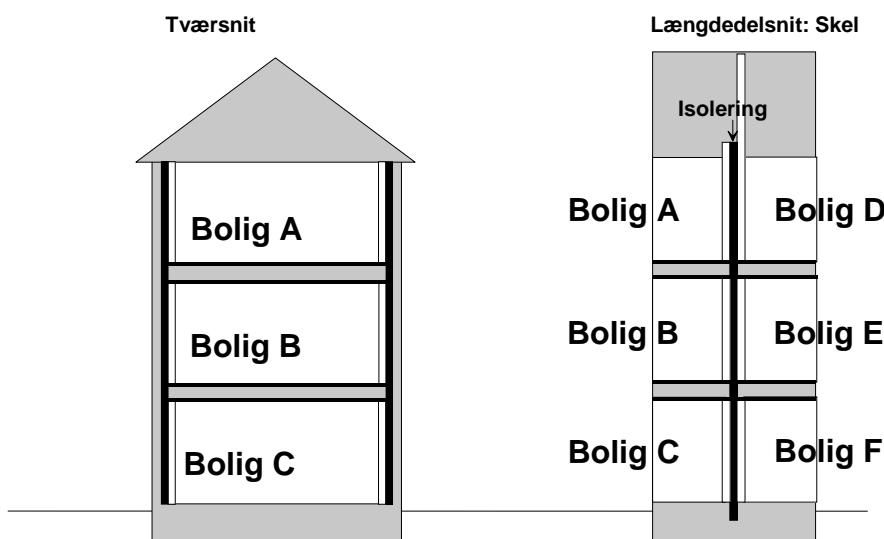 Tværsnit
Længdedelsnit: Skel
Isolering
Bolig A
Bolig A
Bolig D
Bolig B
Bolig B
Bolig E
Bolig C
Bolig C
Bolig F